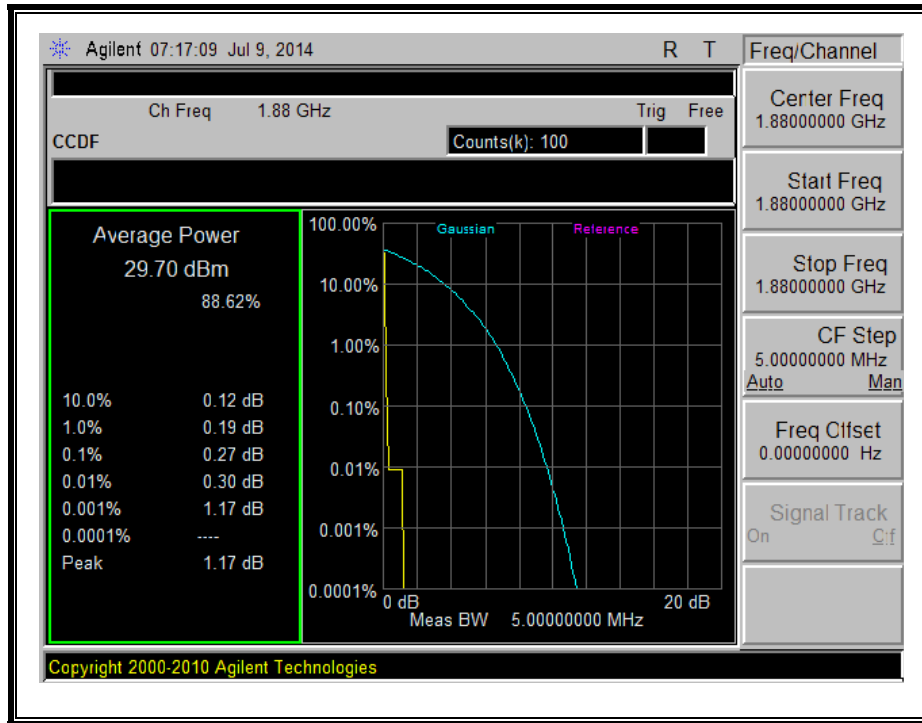 Agilent 07:17:09 Jul 9, 2014 R T
Freq/Channel
Ch Freq 1.88 GHz Trig Free
CCDF Counts(k): 100
Average Power
29.70 dBm
88.62%
10.0% 0.12 dB
1.0% 0.19 dB
0.1% 0.27 dB
0.01% 0.30 dB
0.001% 1.17 dB
0.0001% ----
Peak 1.17 dB
Gaussian Reference
100.00%
10.00%
1.00%
0.10%
0.01%
0.001%
0.0001%
0 dB 20 dB
Meas BW 5.00000000 MHz
Center Freq
1.88000000 GHz
Start Freq
1.88000000 GHz
Stop Freq
1.88000000 GHz
CF Step
5.00000000 MHz
Auto Man
Freq Offset
0.00000000 Hz
Signal Track
On Off
Copyright 2000-2010 Agilent Technologies